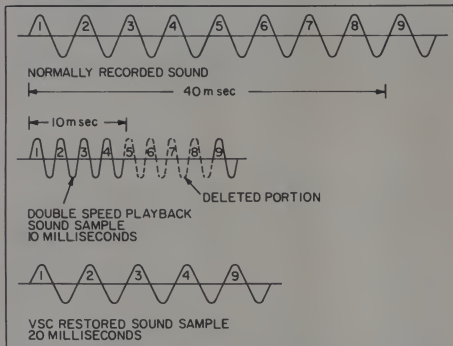 1 2 3 4 5 6 7 8 9
NORMALLY RECORDED SOUND
40 m sec
10 m sec
1 2 3 4 5 6 7 8 9
DELETED PORTION
DOUBLE SPEED PLAYBACK
SOUND SAMPLE
10 MILLISECONDS
1 2 3 4 9
VSC RESTORED SOUND SAMPLE
20 MILLISECONDS